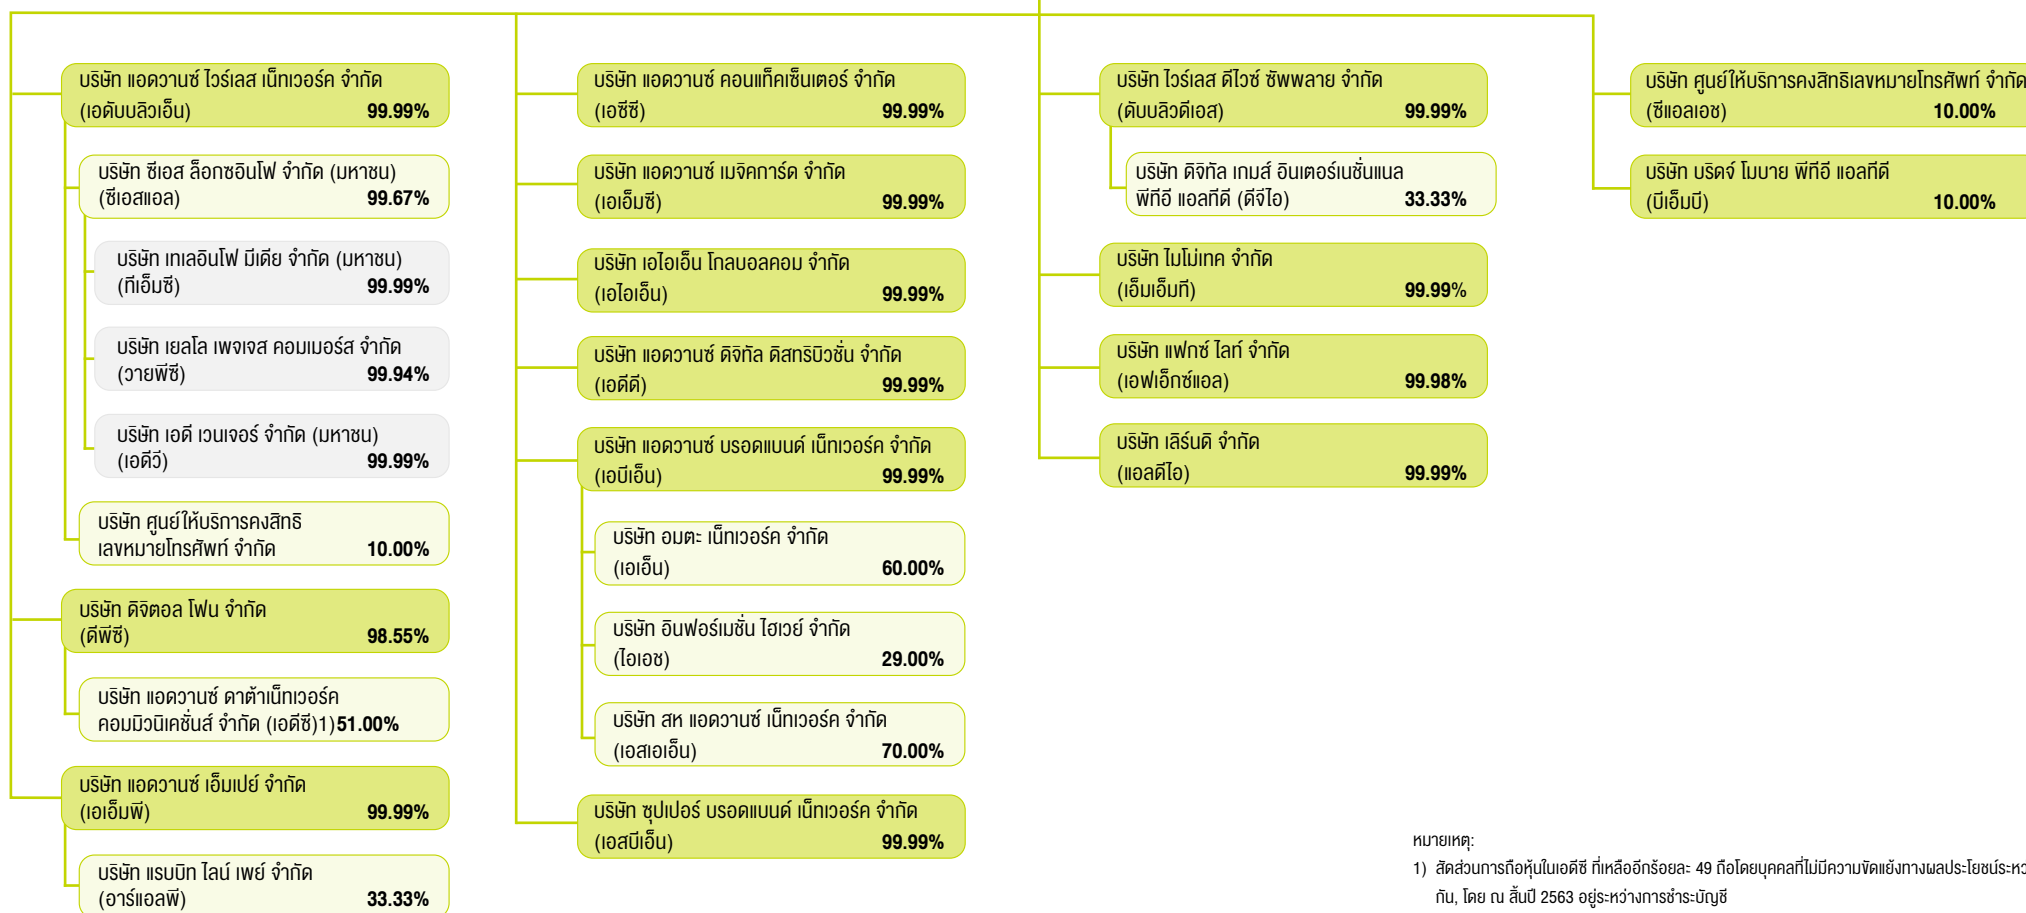 บริษัท แอดวานซ์ ไวร์เลส เน็ทเวอร์ค จำกัด
(เอดับบลิวเอ็น) 99.99%
บริษัท ซีเอส ล็อกซอินโฟ จำกัด (มหาชน)
(ซีเอสแอล) 99.67%
บริษัท เทเลอินโฟ มีเดีย จำกัด (มหาชน)
(ทีเอ็มซี) 99.99%
บริษัท เยลโล เพจเจส คอมเมอร์ส จำกัด
(วายพีซี) 99.94%
บริษัท เอดี เวนเจอร์ จำกัด (มหาชน)
(เอดีวี) 99.99%
บริษัท ศูนย์ให้บริการคงสิทธิ
เลขหมายโทรศัพท์ จำกัด 10.00%
บริษัท ดิจิตอล โฟน จำกัด
(ดีพีซี) 98.55%
บริษัท แอดวานซ์ ดาต้าเน็ทเวอร์ค
คอมมิวนิเคชั่นส์ จำกัด (เอดีซี)1) 51.00%
บริษัท แอดวานซ์ เอ็มเปย์ จำกัด
(เอเอ็มพี) 99.99%
บริษัท แรบบิท ไลน์ เพย์ จำกัด
(อาร์แอลพี) 33.33%
บริษัท แอดวานซ์ คอนแท็คเซ็นเตอร์ จำกัด
(เอซีซี) 99.99%
บริษัท แอดวานซ์ เมจิคการ์ด จำกัด
(เอเอ็มซี) 99.99%
บริษัท เอไอเอ็น โกลบอลคอม จำกัด
(เอไอเอ็น) 99.99%
บริษัท แอดวานซ์ ดิจิทัล ดิสทริบิวชั่น จำกัด
(เอดีดี) 99.99%
บริษัท แอดวานซ์ บรอดแบนด์ เน็ทเวอร์ค จำกัด
(เอบีเอ็น) 99.99%
บริษัท อมตะ เน็ทเวอร์ค จำกัด
(เอเอ็น) 60.00%
บริษัท อินฟอร์เมชั่น ไฮเวย์ จำกัด
(ไอเอช) 29.00%
บริษัท สห แอดวานซ์ เน็ทเวอร์ค จำกัด
(เอสเอเอ็น) 70.00%
บริษัท ซุปเปอร์ บรอดแบนด์ เน็ทเวอร์ค จำกัด
(เอสบีเอ็น) 99.99%
บริษัท ไวร์เลส ดีไวซ์ ซัพพลาย จำกัด
(ดับบลิวดีเอส) 99.99%
บริษัท ดิจิทัล เกมส์ อินเตอร์เนชั่นแนล
พีทีอี แอลทีดี (ดีจีไอ) 33.33%
บริษัท ไมโม่เทค จำกัด
(เอ็มเอ็มที) 99.99%
บริษัท แฟกซ์ ไลท์ จำกัด
(เอฟเอ็กซ์แอล) 99.98%
บริษัท เลิร์นดิ จำกัด
(แอลดีไอ) 99.99%
บริษัท ศูนย์ให้บริการคงสิทธิเลขหมายโทรศัพท์ จำกัด
(ซีแอลเอช) 10.00%
บริษัท บริดจ์ โมบาย พีทีอี แอลทีดี
(บีเอ็มบี) 10.00%
หมายเหตุ:
1) สัดส่วนการถือหุ้นในเอดีซี ที่เหลืออีกร้อยละ 49 ถือโดยบุคคลที่ไม่มีความขัดแย้งทางผลประโยชน์ระหว
กัน, โดย ณ สิ้นปี 2563 อยู่ระหว่างการชำระบัญชี